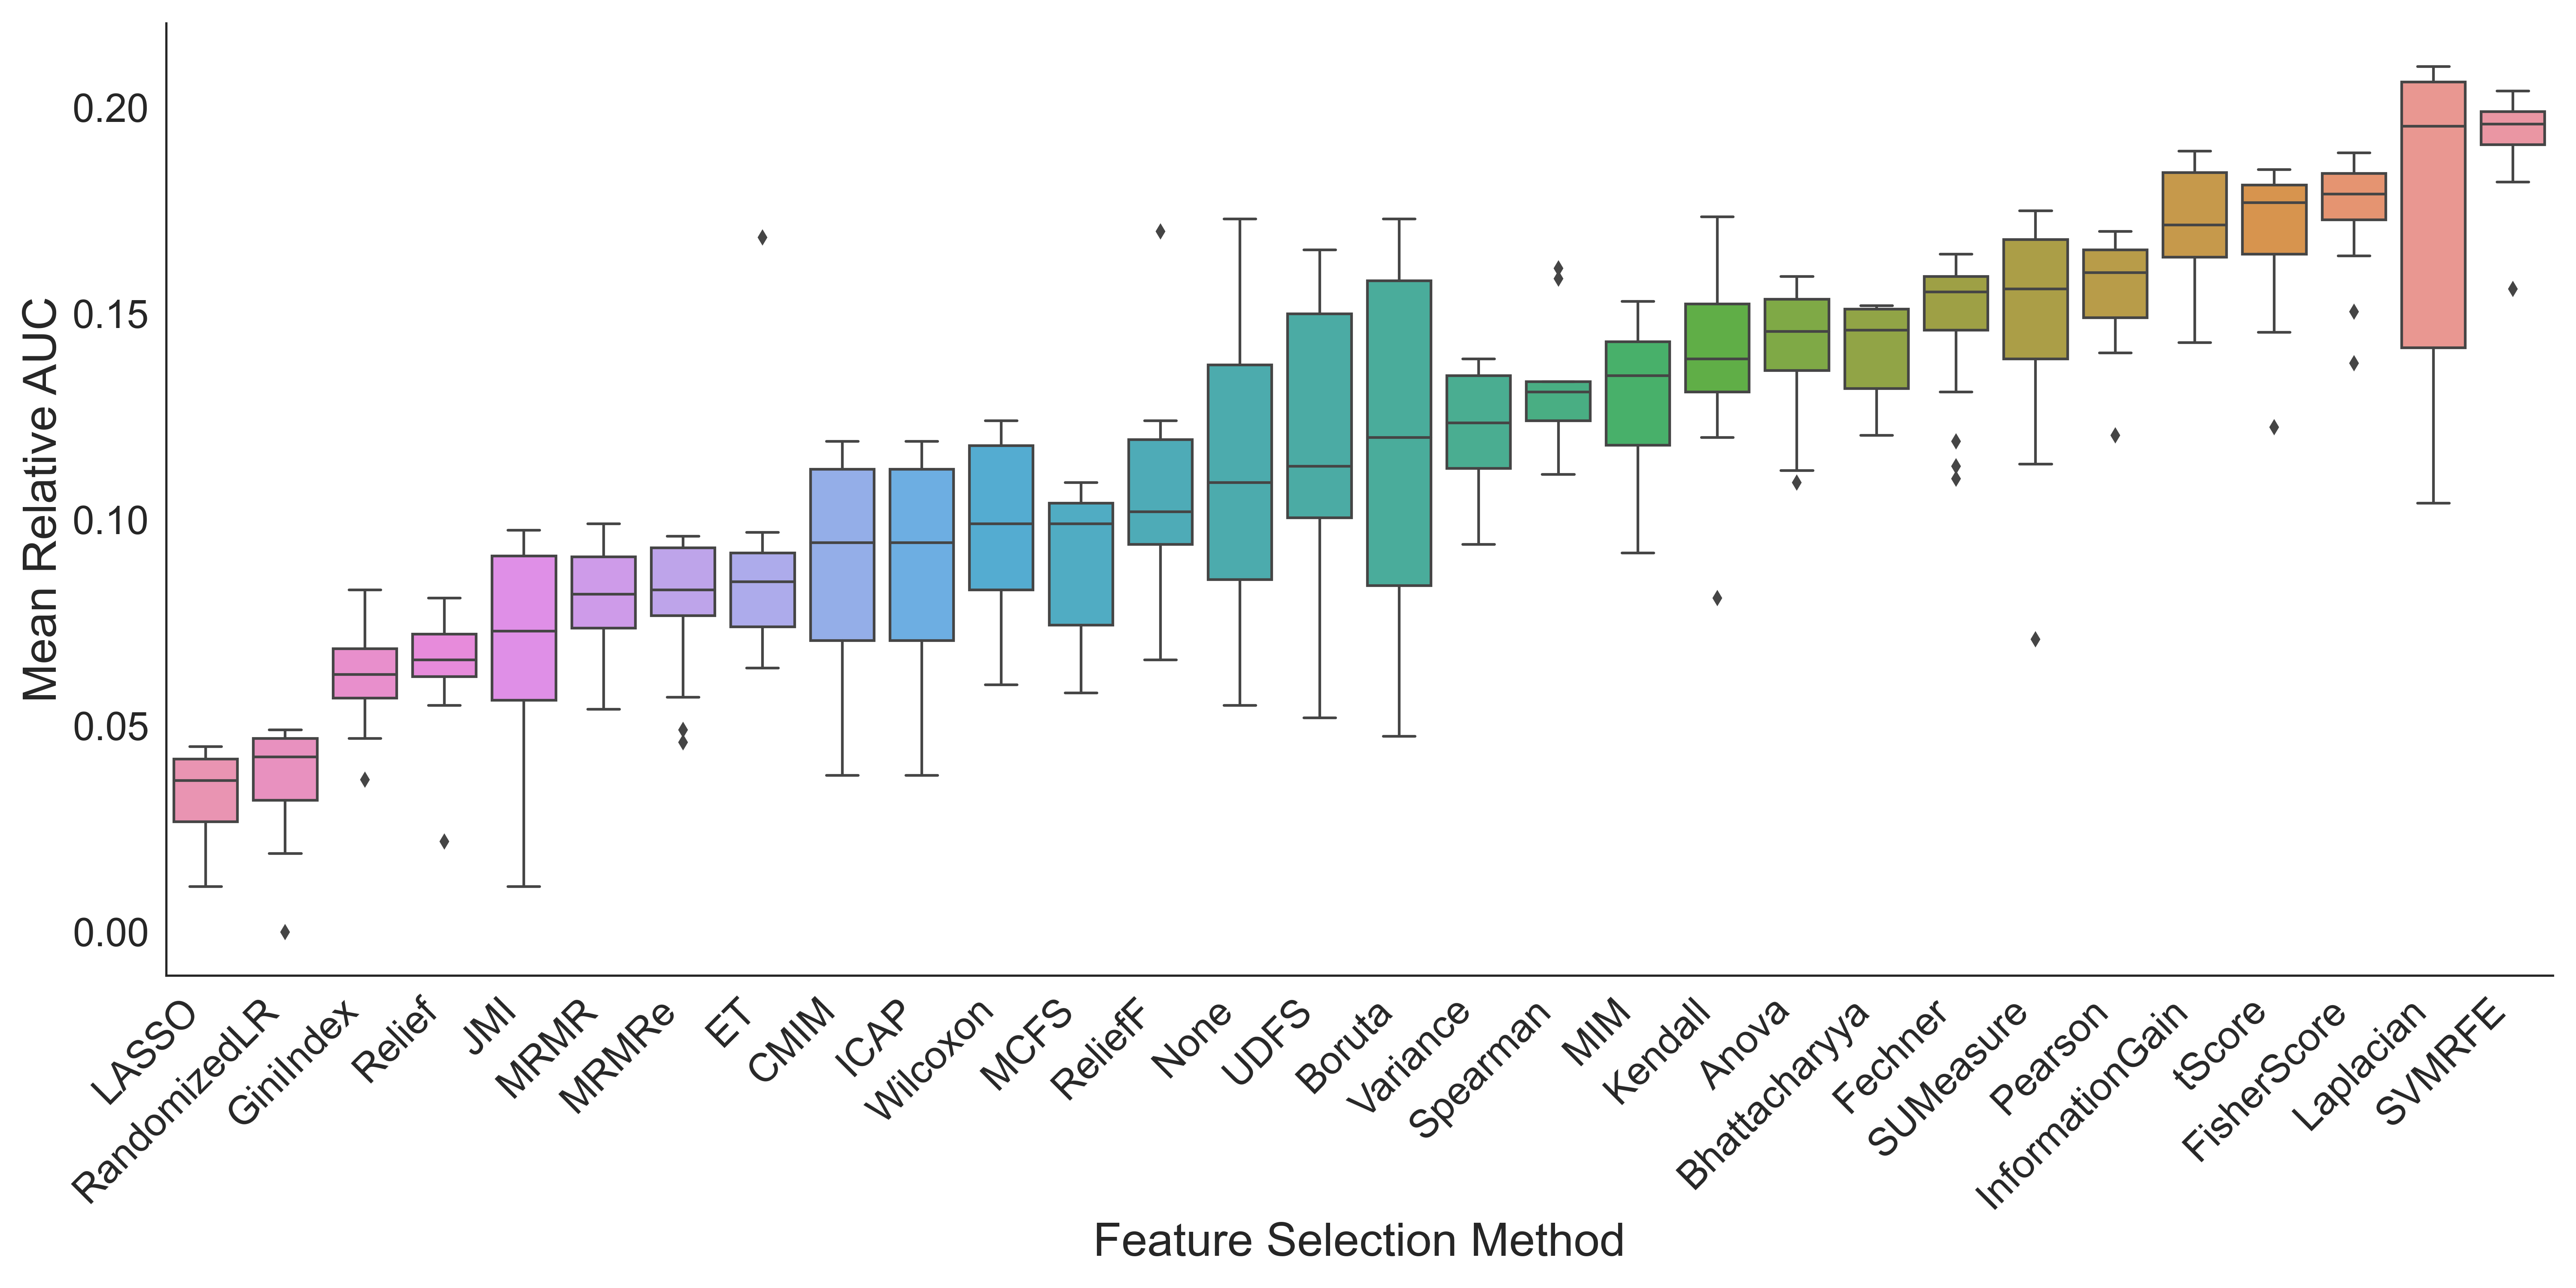 Mean Relative AUC
0.20
0.15
0.10
0.05
0.00
LASSO
RandomizedLR
GiniIndex
Relief
JMI
MRMR
MRMRe
ET
CMIM
ICAP
Wilcoxon
MCFS
ReliefF
None
UDFS
Boruta
Variance
Spearman
MIM
Kendall
Anova
Bhattacharyya
Fechner
SUMeasure
Pearson
InformationGain
tScore
FisherScore
Laplacian
SVMRFE
Feature Selection Method